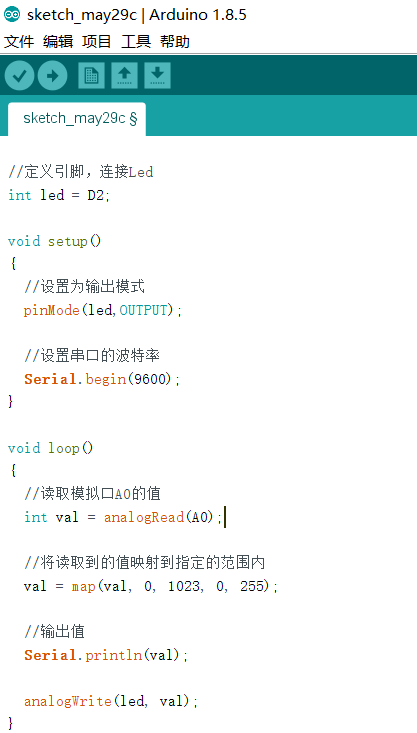 sketch_may29c | Arduino 1.8.5
文件 编辑 项目 工具 帮助
sketch_may29c §
//定义引脚，连接Led
int led = D2;
void setup()
{
//设置为输出模式
pinMode(led,OUTPUT);
//设置串口的波特率
Serial.begin(9600);
}
void loop()
{
//读取模拟口A0的值
int val = analogRead(A0);
//将读取到的值映射到指定的范围内
val = map(val, 0, 1023, 0, 255);
//输出值
Serial.println(val);
analogWrite(led, val);
}